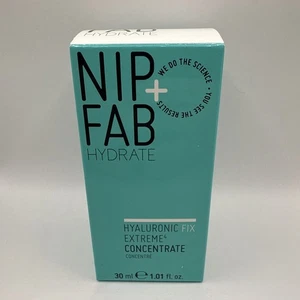 NIP+
FAB
HYDRATE
WE DO THE SCIENCE • YOU SEE THE RESULTS •
HYALURONIC FIX
EXTREME⁴
CONCENTRATE
CONCENTRÉ
30 ml ℮ 1.01 fl. oz.